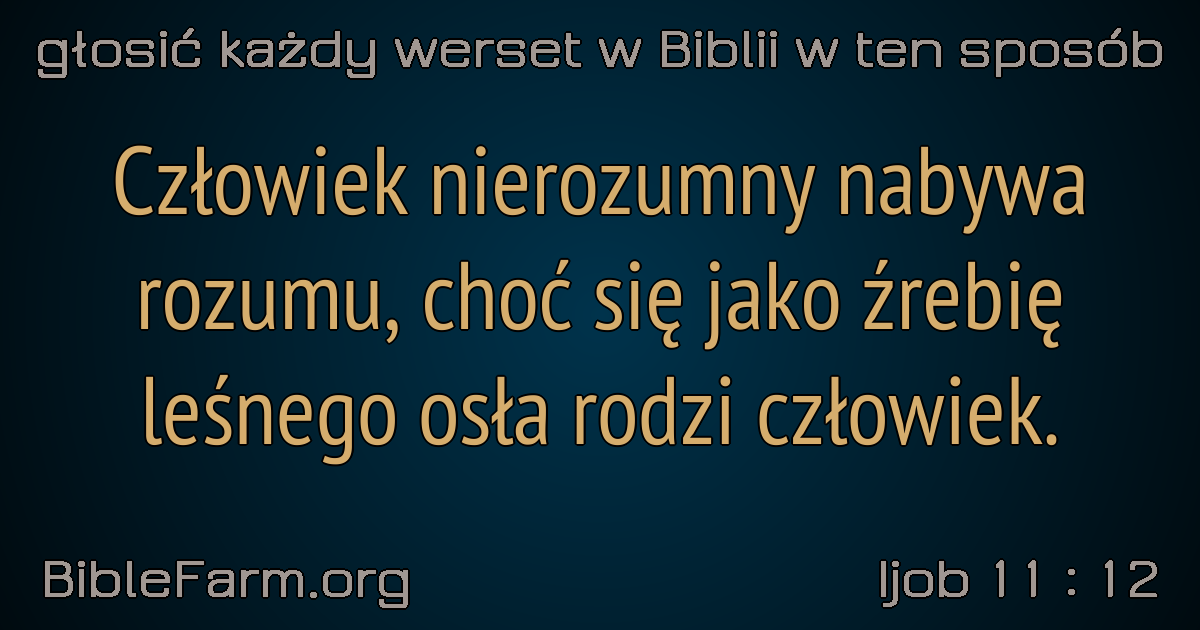 głosić każdy werset w Biblii w ten sposób
Człowiek nierozumny nabywa
rozumu, choć się jako źrebię
leśnego osła rodzi człowiek.
BibleFarm.org
Ijob 11 : 12